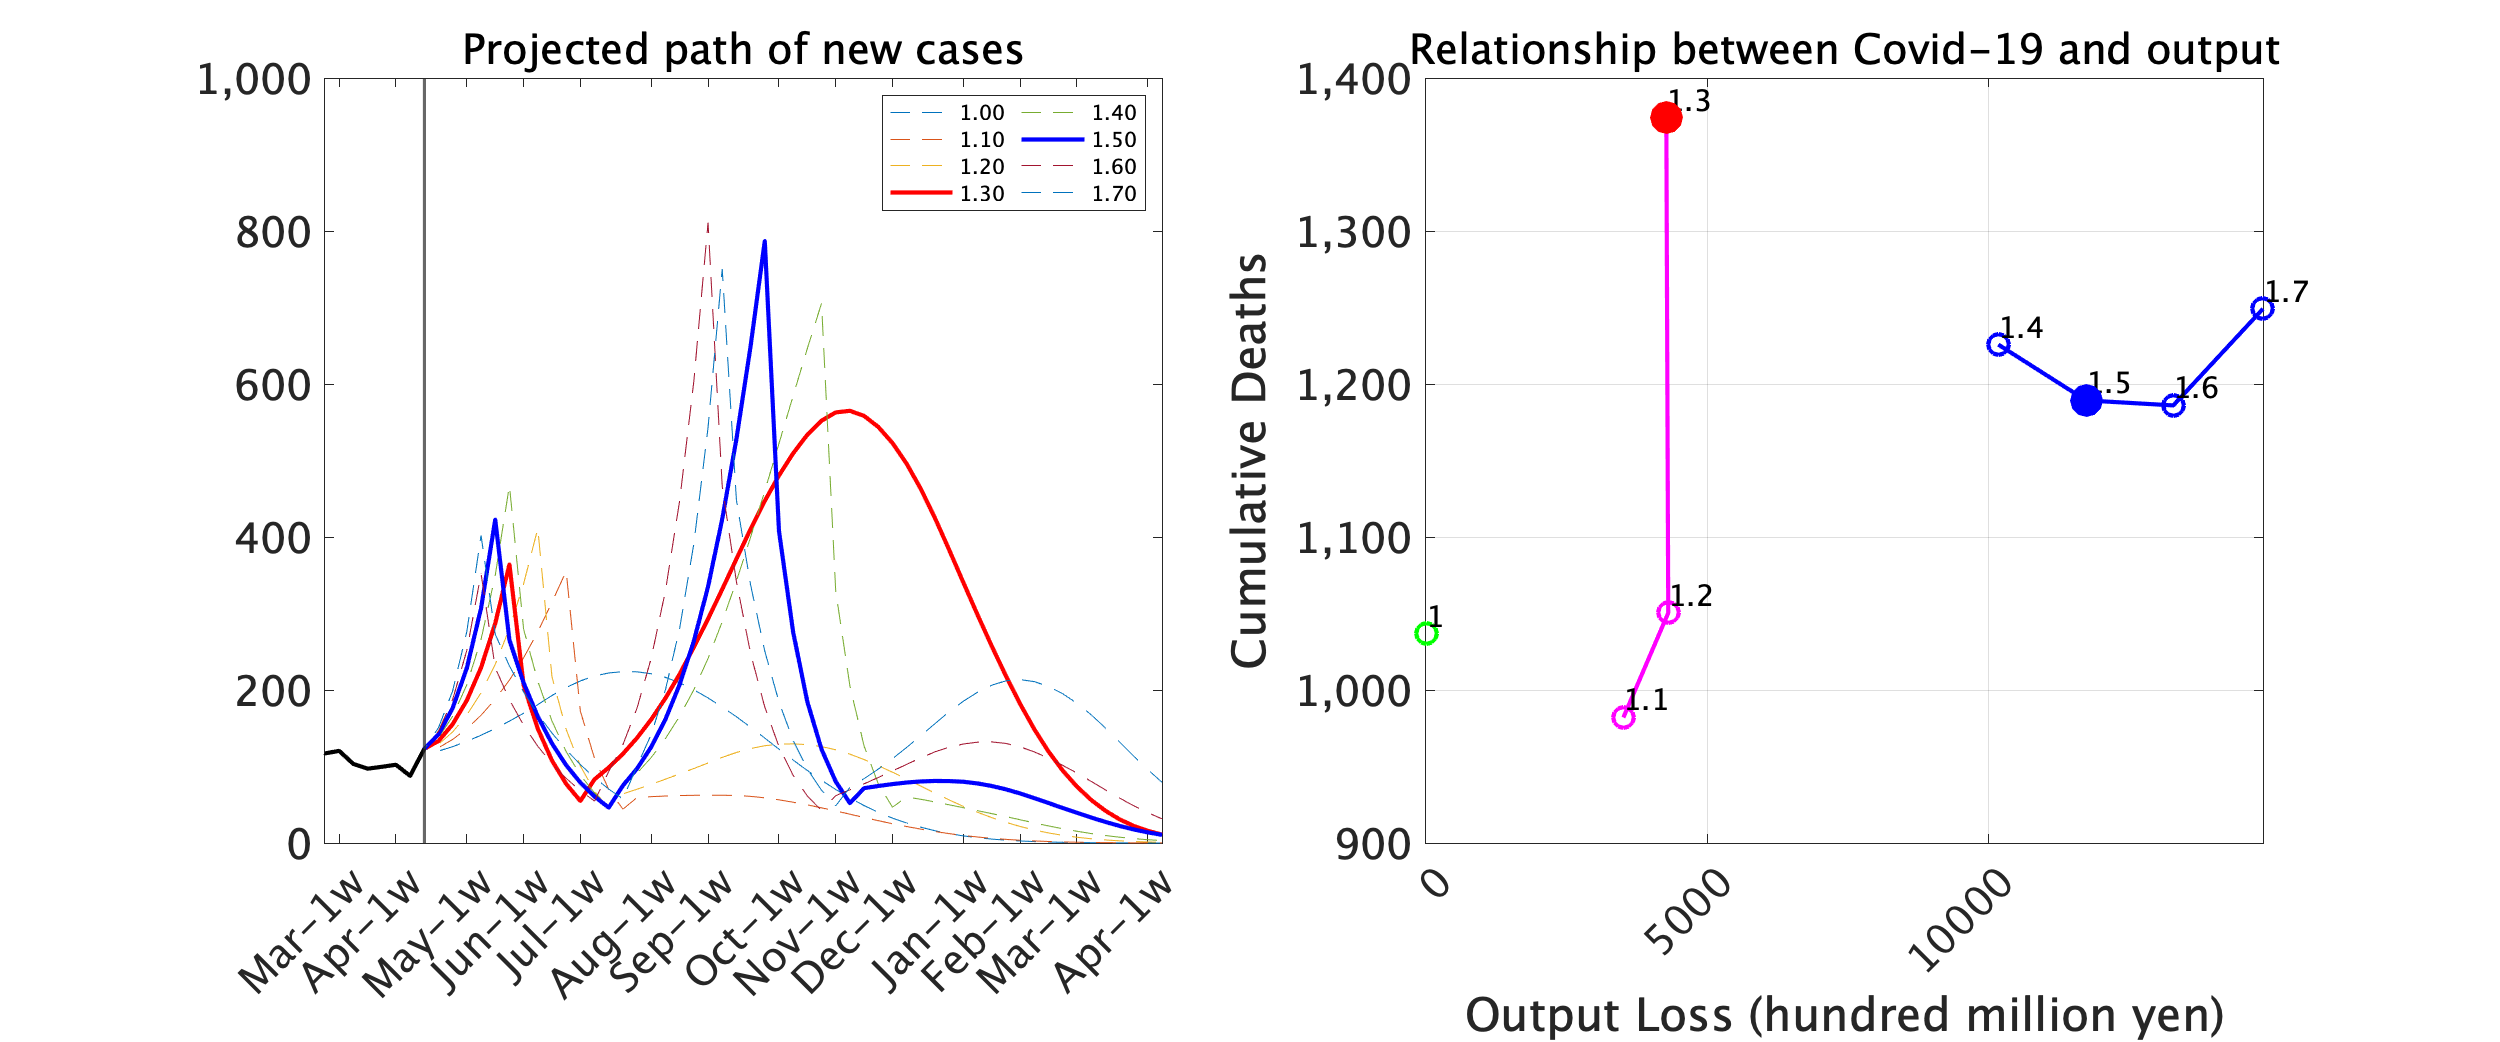 Projected path of new cases
1,000
800
600
400
200
0
1.00
1.10
1.20
1.30
1.40
1.50
1.60
1.70
Mar-1w
Apr-1w
May-1w
Jun-1w
Jul-1w
Aug-1w
Sep-1w
Oct-1w
Nov-1w
Dec-1w
Jan-1w
Feb-1w
Mar-1w
Apr-1w
Relationship between Covid-19 and output
Cumulative Deaths
1,400
1,300
1,200
1,100
1,000
900
1.3
1.7
1.4
1.5
1.6
1.2
1
1.1
0
5000
10000
Output Loss (hundred million yen)